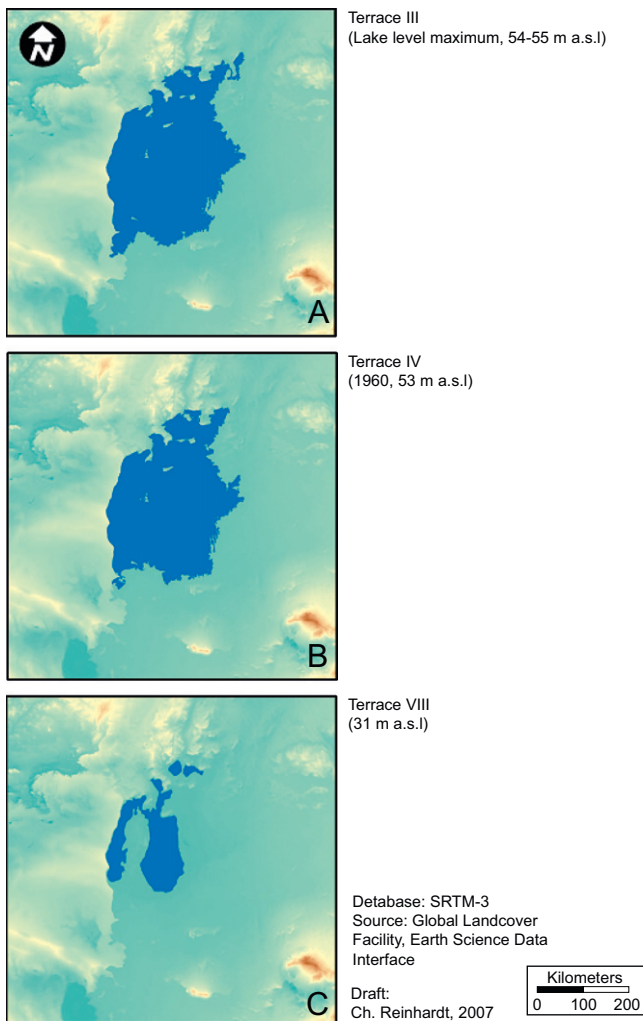 N
Terrace III
(Lake level maximum, 54-55 m a.s.l)
A
Terrace IV
(1960, 53 m a.s.l)
B
Terrace VIII
(31 m a.s.l)
C
Detabase: SRTM-3
Source: Global Landcover
Facility, Earth Science Data
Interface
Draft:
Ch. Reinhardt, 2007
Kilometers
0 100 200